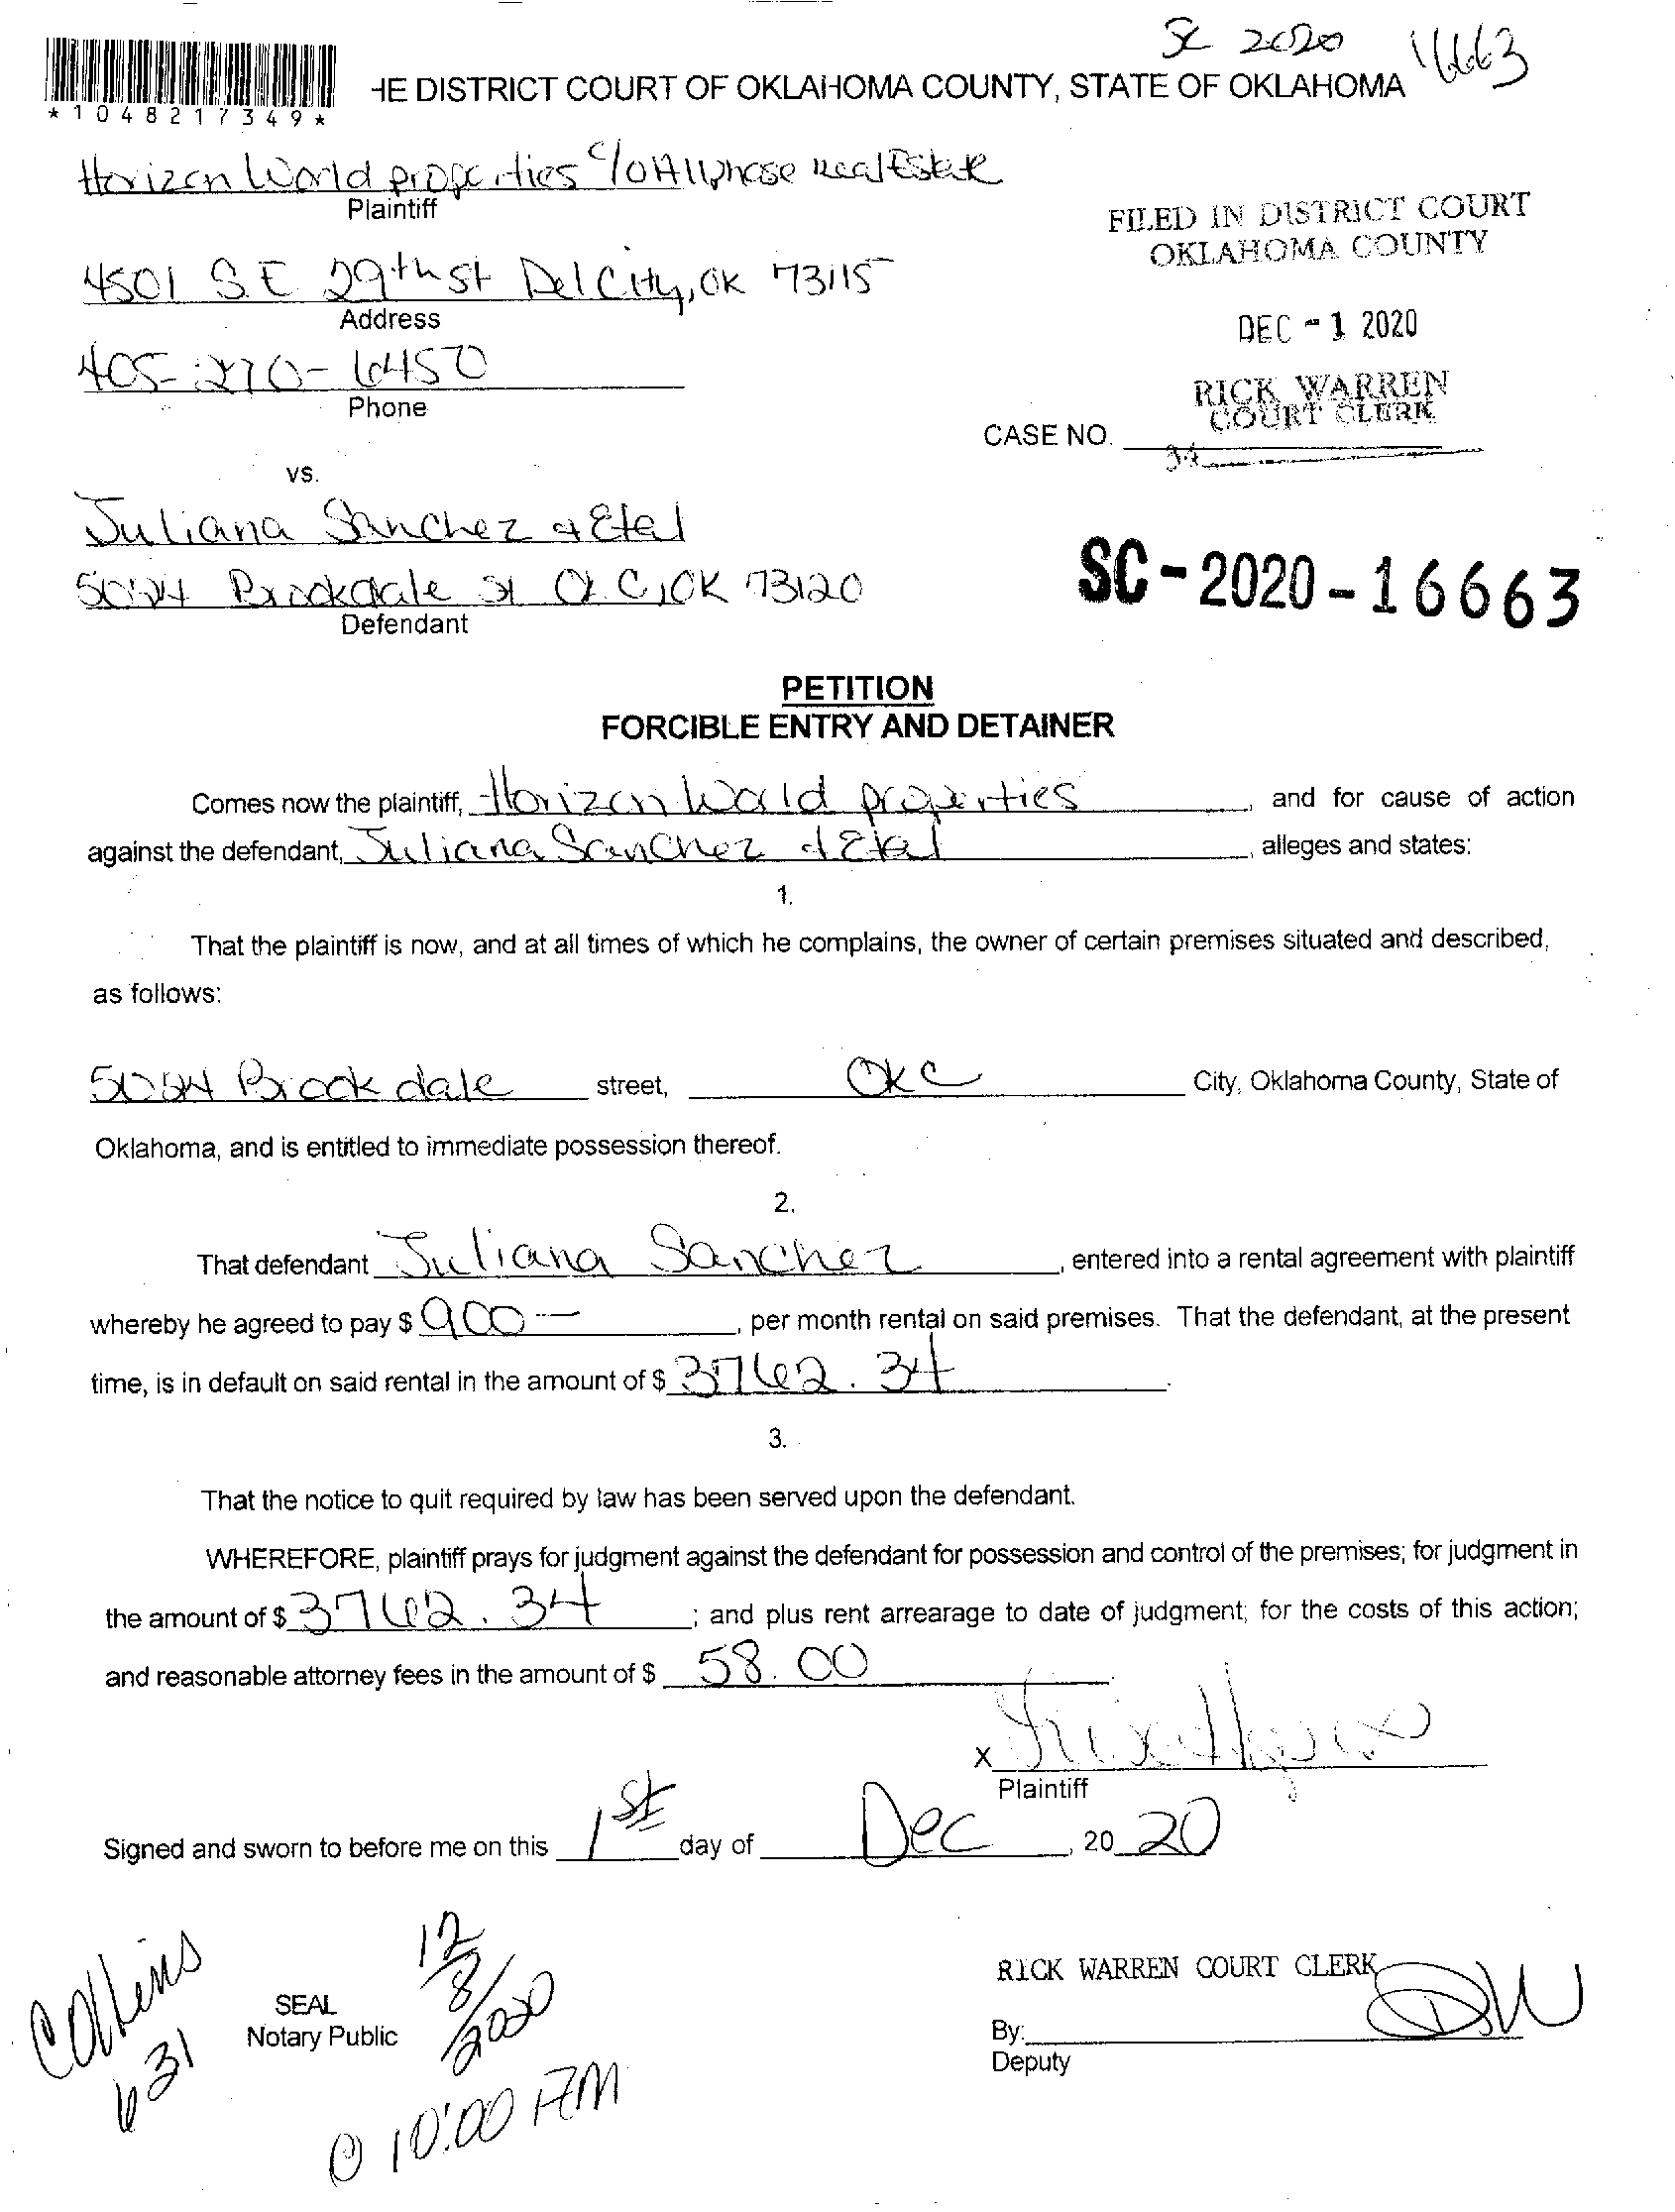 SC 2020 16663
*1048217349*
HE DISTRICT COURT OF OKLAHOMA COUNTY, STATE OF OKLAHOMA
Horizon World properties c/o Allphase Real Estate
Plaintiff
FILED IN DISTRICT COURT
OKLAHOMA COUNTY
4501 S.E 29th st Del City, OK 73115
Address
DEC - 1 2020
405-270-6450
Phone
RICK WARREN
COURT CLERK
CASE NO.
34
vs.
Juliana Sanchez & Etal
5024 Brookdale St OKC, OK 73120
Defendant
SC-2020-16663
PETITION
FORCIBLE ENTRY AND DETAINER
Comes now the plaintiff, Horizon World properties, and for cause of action
against the defendant, Juliana Sanchez & Etal, alleges and states:
1.
That the plaintiff is now, and at all times of which he complains, the owner of certain premises situated and described,
as follows:
5024 Brookdale street, OKC City, Oklahoma County, State of
Oklahoma, and is entitled to immediate possession thereof.
2.
That defendant Juliana Sanchez, entered into a rental agreement with plaintiff
whereby he agreed to pay $ 900 —, per month rental on said premises. That the defendant, at the present
time, is in default on said rental in the amount of $ 3762.34.
3.
That the notice to quit required by law has been served upon the defendant.
WHEREFORE, plaintiff prays for judgment against the defendant for possession and control of the premises; for judgment in
the amount of $ 3762.34; and plus rent arrearage to date of judgment; for the costs of this action;
and reasonable attorney fees in the amount of $ 58.00.
x
Plaintiff
Signed and sworn to before me on this 1st day of Dec, 20 20
Collins
631
SEAL
Notary Public
12/8/2020
@ 10:00 AM
RICK WARREN COURT CLERK
By: DW
Deputy